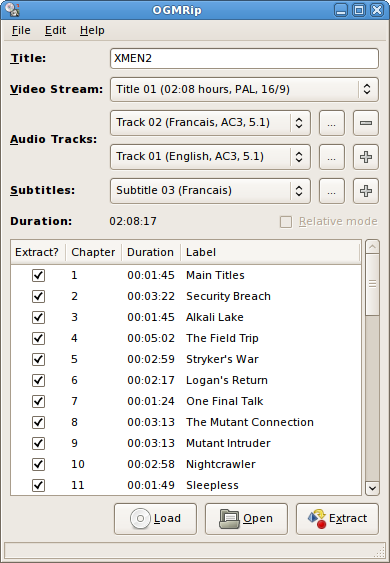 OGMRip
File Edit Help
Title: XMEN2
Video Stream: Title 01 (02:08 hours, PAL, 16/9)
Audio Tracks: Track 02 (Francais, AC3, 5.1) ...
Track 01 (English, AC3, 5.1) ...
Subtitles: Subtitle 03 (Francais) ...
Duration: 02:08:17 Relative mode
Extract? Chapter Duration Label
1 00:01:45 Main Titles
2 00:03:22 Security Breach
3 00:01:45 Alkali Lake
4 00:05:02 The Field Trip
5 00:02:59 Stryker's War
6 00:02:17 Logan's Return
7 00:01:24 One Final Talk
8 00:03:13 The Mutant Connection
9 00:03:13 Mutant Intruder
10 00:02:58 Nightcrawler
11 00:01:49 Sleepless
Load Open Extract